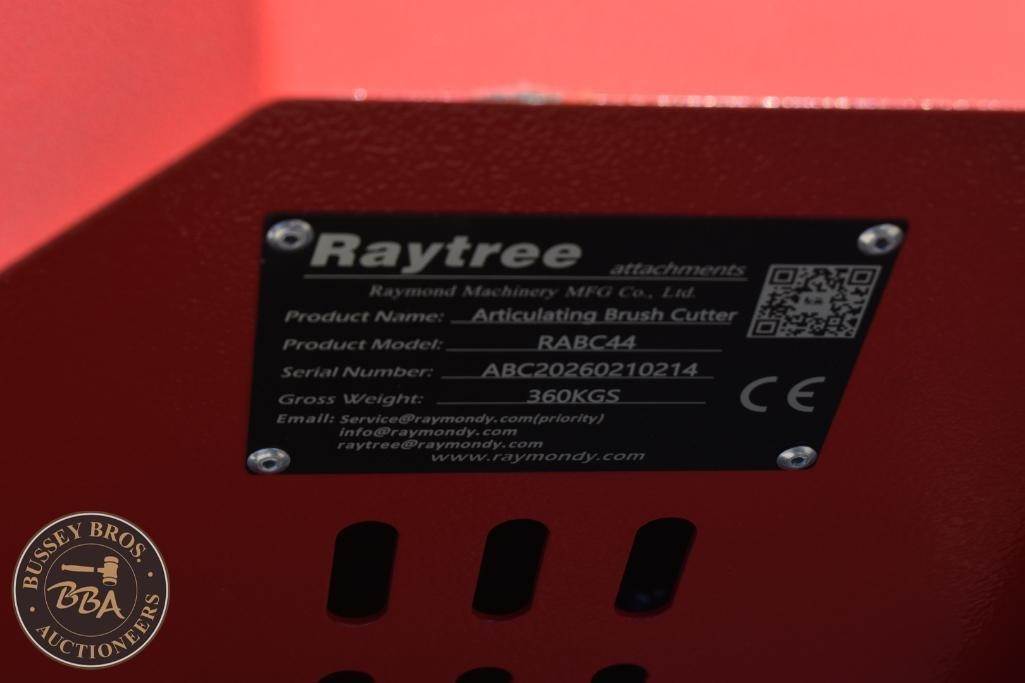 Raytree
attachments
Raymond Machinery MFG Co., Ltd.
Product Name: Articulating Brush Cutter
Product Model: RABC44
Serial Number: ABC20260210214
Gross Weight: 360KGS
CE
Email: Service@raymondy.com(priority)
info@raymondy.com
raytree@raymondy.com
www.raymondy.com
BUSSEY BROS.
BBA
AUCTIONEERS